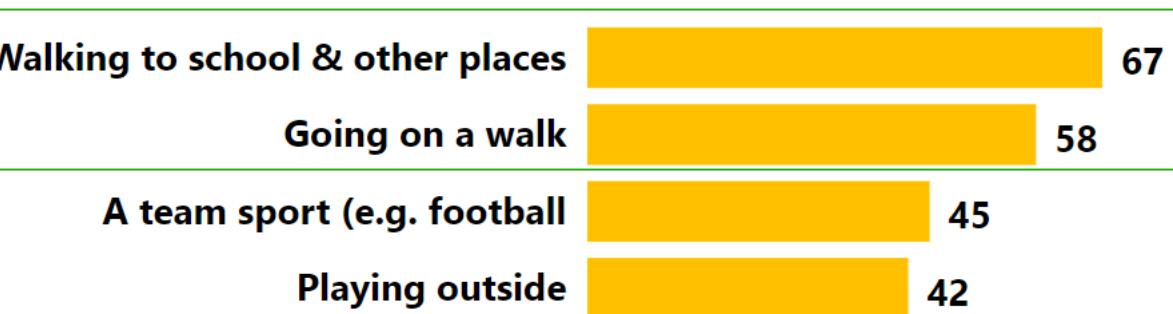 Walking to school & other places 67
Going on a walk 58
A team sport (e.g. football 45
Playing outside 42